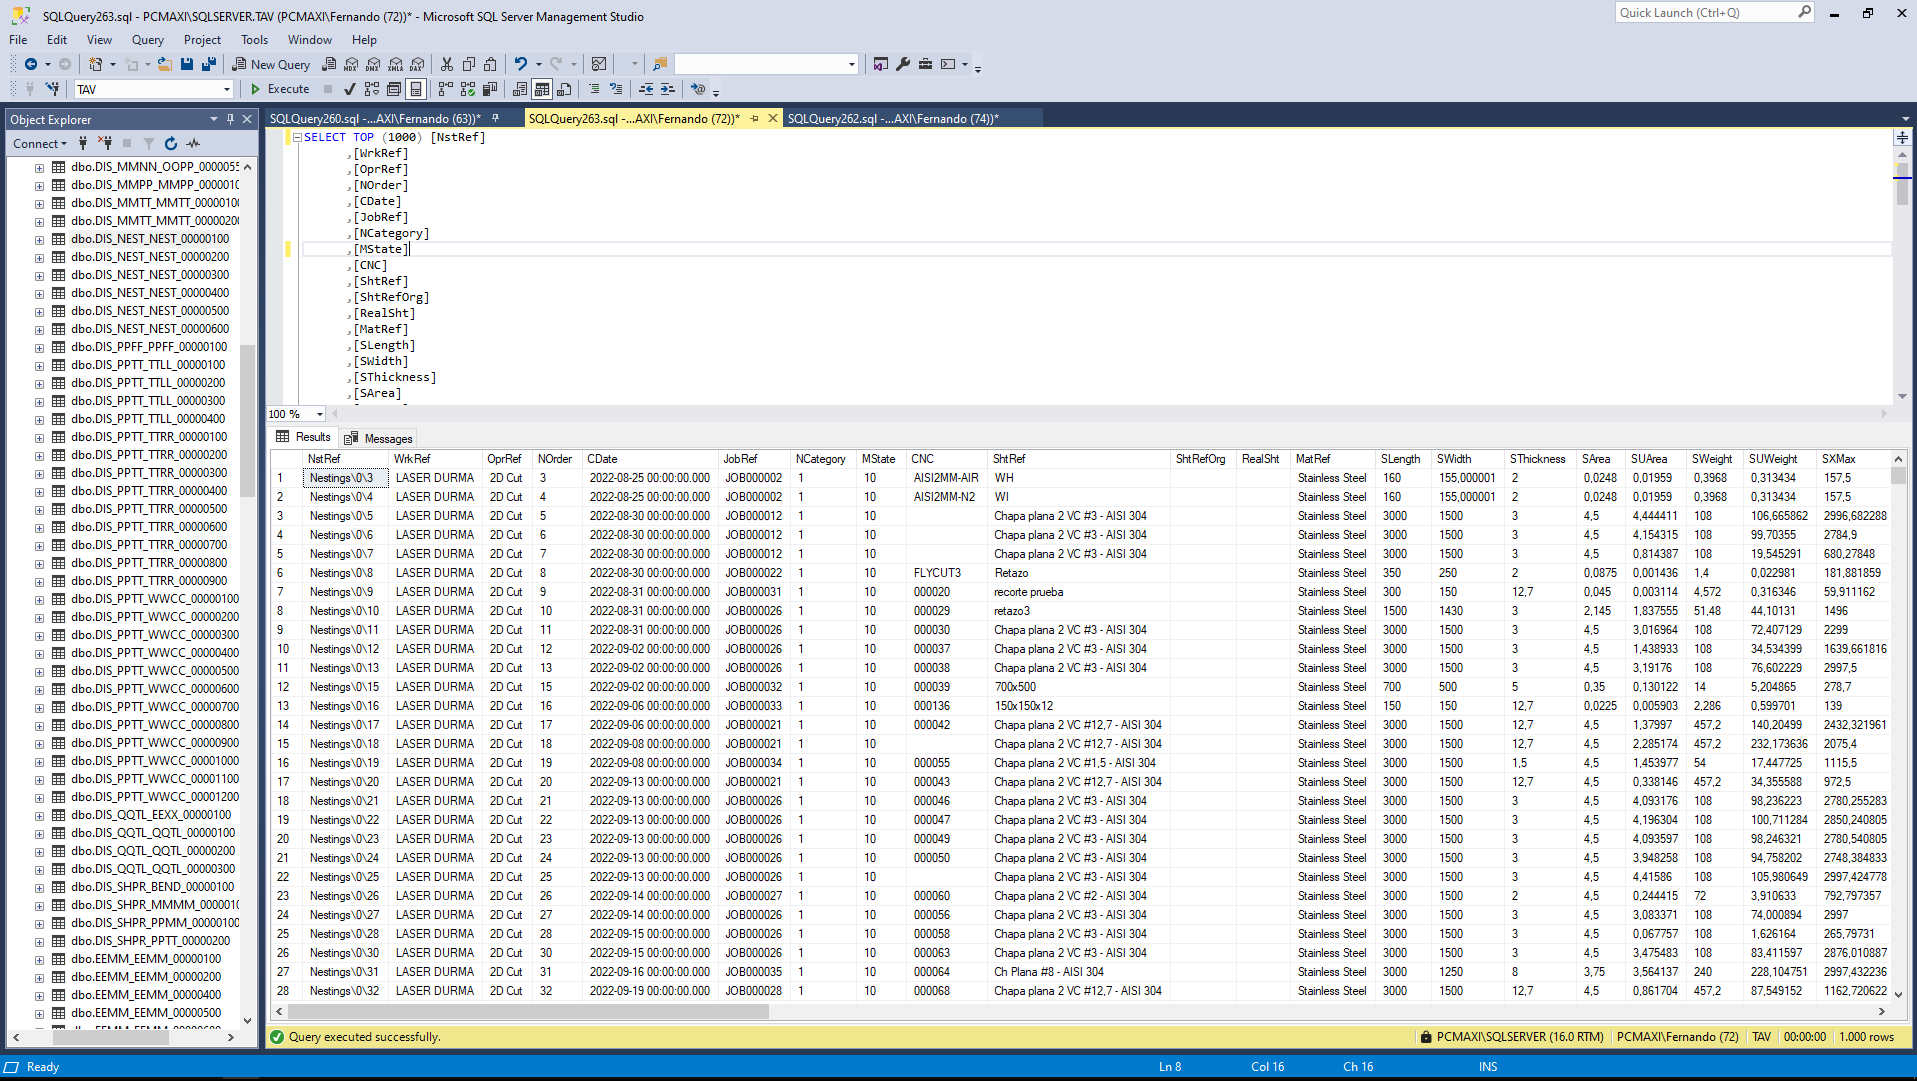 SQLQuery263.sql - PCMAXI\SQLSERVER.TAV (PCMAXI\Fernando (72))* - Microsoft SQL Server Management Studio
Quick Launch (Ctrl+Q)
File Edit View Query Project Tools Window Help
New Query MDX DMX XMLA DAX
TAV Execute
Object Explorer
SQLQuery260.sql -...AXI\Fernando (63))* SQLQuery263.sql -...AXI\Fernando (72))* SQLQuery262.sql -...AXI\Fernando (74))*
Connect
dbo.DIS_MMNN_OOPP_0000055
dbo.DIS_MMPP_MMPP_0000010
dbo.DIS_MMTT_MMTT_0000010
dbo.DIS_MMTT_MMTT_0000020
dbo.DIS_NEST_NEST_00000100
dbo.DIS_NEST_NEST_00000200
dbo.DIS_NEST_NEST_00000300
dbo.DIS_NEST_NEST_00000400
dbo.DIS_NEST_NEST_00000500
dbo.DIS_NEST_NEST_00000600
dbo.DIS_PPFF_PPFF_00000100
dbo.DIS_PPTT_TTLL_00000100
dbo.DIS_PPTT_TTLL_00000200
dbo.DIS_PPTT_TTLL_00000300
dbo.DIS_PPTT_TTLL_00000400
dbo.DIS_PPTT_TTRR_00000100
dbo.DIS_PPTT_TTRR_00000200
dbo.DIS_PPTT_TTRR_00000300
dbo.DIS_PPTT_TTRR_00000400
dbo.DIS_PPTT_TTRR_00000500
dbo.DIS_PPTT_TTRR_00000600
dbo.DIS_PPTT_TTRR_00000700
dbo.DIS_PPTT_TTRR_00000800
dbo.DIS_PPTT_TTRR_00000900
dbo.DIS_PPTT_WWCC_00000100
dbo.DIS_PPTT_WWCC_00000200
dbo.DIS_PPTT_WWCC_00000300
dbo.DIS_PPTT_WWCC_00000400
dbo.DIS_PPTT_WWCC_00000500
dbo.DIS_PPTT_WWCC_00000600
dbo.DIS_PPTT_WWCC_00000700
dbo.DIS_PPTT_WWCC_00000800
dbo.DIS_PPTT_WWCC_00000900
dbo.DIS_PPTT_WWCC_00001000
dbo.DIS_PPTT_WWCC_00001100
dbo.DIS_PPTT_WWCC_00001200
dbo.DIS_QQTL_EEXX_00000100
dbo.DIS_QQTL_QQTL_00000100
dbo.DIS_QQTL_QQTL_00000200
dbo.DIS_QQTL_QQTL_00000300
dbo.DIS_SHPR_BEND_00000100
dbo.DIS_SHPR_MMMM_0000010
dbo.DIS_SHPR_PPMM_00000100
dbo.DIS_SHPR_PPTT_00000200
dbo.EEMM_EEMM_00000100
dbo.EEMM_EEMM_00000200
dbo.EEMM_EEMM_00000400
dbo.EEMM_EEMM_00000500
SELECT TOP (1000) [NstRef]
,[WrkRef]
,[OprRef]
,[NOrder]
,[CDate]
,[JobRef]
,[NCategory]
,[MState]
,[CNC]
,[ShtRef]
,[ShtRefOrg]
,[RealSht]
,[MatRef]
,[SLength]
,[SWidth]
,[SThickness]
,[SArea]
100 %
Results Messages
NstRef WrkRef OprRef NOrder CDate JobRef NCategory MState CNC ShtRef ShtRefOrg RealSht MatRef SLength SWidth SThickness SArea SUArea SWeight SUWeight SXMax
1 Nestings\0\3 LASER DURMA 2D Cut 3 2022-08-25 00:00:00.000 JOB000002 1 10 AISI2MM-AIR WH Stainless Steel 160 155,000001 2 0,0248 0,01959 0,3968 0,313434 157,5
2 Nestings\0\4 LASER DURMA 2D Cut 4 2022-08-25 00:00:00.000 JOB000002 1 10 AISI2MM-N2 WI Stainless Steel 160 155,000001 2 0,0248 0,01959 0,3968 0,313434 157,5
3 Nestings\0\5 LASER DURMA 2D Cut 5 2022-08-30 00:00:00.000 JOB000012 1 10 Chapa plana 2 VC #3 - AISI 304 Stainless Steel 3000 1500 3 4,5 4,444411 108 106,665862 2996,682288
4 Nestings\0\6 LASER DURMA 2D Cut 6 2022-08-30 00:00:00.000 JOB000012 1 10 Chapa plana 2 VC #3 - AISI 304 Stainless Steel 3000 1500 3 4,5 4,154315 108 99,70355 2784,9
5 Nestings\0\7 LASER DURMA 2D Cut 7 2022-08-30 00:00:00.000 JOB000012 1 10 Chapa plana 2 VC #3 - AISI 304 Stainless Steel 3000 1500 3 4,5 0,814387 108 19,545291 680,27848
6 Nestings\0\8 LASER DURMA 2D Cut 8 2022-08-30 00:00:00.000 JOB000022 1 10 FLYCUT3 Retazo Stainless Steel 350 250 2 0,0875 0,001436 1,4 0,022981 181,881859
7 Nestings\0\9 LASER DURMA 2D Cut 9 2022-08-31 00:00:00.000 JOB000031 1 10 000020 recorte prueba Stainless Steel 300 150 12,7 0,045 0,003114 4,572 0,316346 59,911162
8 Nestings\0\10 LASER DURMA 2D Cut 10 2022-08-31 00:00:00.000 JOB000026 1 10 000029 retazo3 Stainless Steel 1500 1430 3 2,145 1,837555 51,48 44,10131 1496
9 Nestings\0\11 LASER DURMA 2D Cut 11 2022-08-31 00:00:00.000 JOB000026 1 10 000030 Chapa plana 2 VC #3 - AISI 304 Stainless Steel 3000 1500 3 4,5 3,016964 108 72,407129 2299
10 Nestings\0\12 LASER DURMA 2D Cut 12 2022-09-02 00:00:00.000 JOB000026 1 10 000037 Chapa plana 2 VC #3 - AISI 304 Stainless Steel 3000 1500 3 4,5 1,438933 108 34,534399 1639,661816
11 Nestings\0\13 LASER DURMA 2D Cut 13 2022-09-02 00:00:00.000 JOB000026 1 10 000038 Chapa plana 2 VC #3 - AISI 304 Stainless Steel 3000 1500 3 4,5 3,19176 108 76,602229 2997,5
12 Nestings\0\15 LASER DURMA 2D Cut 15 2022-09-02 00:00:00.000 JOB000032 1 10 000039 700x500 Stainless Steel 700 500 5 0,35 0,130122 14 5,204865 278,7
13 Nestings\0\16 LASER DURMA 2D Cut 16 2022-09-06 00:00:00.000 JOB000033 1 10 000136 150x150x12 Stainless Steel 150 150 12,7 0,0225 0,005903 2,286 0,599701 139
14 Nestings\0\17 LASER DURMA 2D Cut 17 2022-09-06 00:00:00.000 JOB000021 1 10 000042 Chapa plana 2 VC #12,7 - AISI 304 Stainless Steel 3000 1500 12,7 4,5 1,37997 457,2 140,20499 2432,321961
15 Nestings\0\18 LASER DURMA 2D Cut 18 2022-09-08 00:00:00.000 JOB000021 1 10 Chapa plana 2 VC #12,7 - AISI 304 Stainless Steel 3000 1500 12,7 4,5 2,285174 457,2 232,173636 2075,4
16 Nestings\0\19 LASER DURMA 2D Cut 19 2022-09-08 00:00:00.000 JOB000034 1 10 000055 Chapa plana 2 VC #1,5 - AISI 304 Stainless Steel 3000 1500 1,5 4,5 1,453977 54 17,447725 1115,5
17 Nestings\0\20 LASER DURMA 2D Cut 20 2022-09-13 00:00:00.000 JOB000021 1 10 000043 Chapa plana 2 VC #12,7 - AISI 304 Stainless Steel 3000 1500 12,7 4,5 0,338146 457,2 34,355588 972,5
18 Nestings\0\21 LASER DURMA 2D Cut 21 2022-09-13 00:00:00.000 JOB000026 1 10 000046 Chapa plana 2 VC #3 - AISI 304 Stainless Steel 3000 1500 3 4,5 4,093176 108 98,236223 2780,255283
19 Nestings\0\22 LASER DURMA 2D Cut 22 2022-09-13 00:00:00.000 JOB000026 1 10 000047 Chapa plana 2 VC #3 - AISI 304 Stainless Steel 3000 1500 3 4,5 4,196304 108 100,711284 2850,240805
20 Nestings\0\23 LASER DURMA 2D Cut 23 2022-09-13 00:00:00.000 JOB000026 1 10 000049 Chapa plana 2 VC #3 - AISI 304 Stainless Steel 3000 1500 3 4,5 4,093597 108 98,246321 2780,540805
21 Nestings\0\24 LASER DURMA 2D Cut 24 2022-09-13 00:00:00.000 JOB000026 1 10 000050 Chapa plana 2 VC #3 - AISI 304 Stainless Steel 3000 1500 3 4,5 3,948258 108 94,758202 2748,384833
22 Nestings\0\25 LASER DURMA 2D Cut 25 2022-09-13 00:00:00.000 JOB000026 1 10 Chapa plana 2 VC #3 - AISI 304 Stainless Steel 3000 1500 3 4,5 4,41586 108 105,980649 2997,424778
23 Nestings\0\26 LASER DURMA 2D Cut 26 2022-09-14 00:00:00.000 JOB000027 1 10 000060 Chapa plana 2 VC #2 - AISI 304 Stainless Steel 3000 1500 2 4,5 0,244415 72 3,910633 792,797357
24 Nestings\0\27 LASER DURMA 2D Cut 27 2022-09-14 00:00:00.000 JOB000026 1 10 000056 Chapa plana 2 VC #3 - AISI 304 Stainless Steel 3000 1500 3 4,5 3,083371 108 74,000894 2997
25 Nestings\0\28 LASER DURMA 2D Cut 28 2022-09-15 00:00:00.000 JOB000026 1 10 000058 Chapa plana 2 VC #3 - AISI 304 Stainless Steel 3000 1500 3 4,5 0,067757 108 1,626164 265,79731
26 Nestings\0\30 LASER DURMA 2D Cut 30 2022-09-15 00:00:00.000 JOB000026 1 10 000063 Chapa plana 2 VC #3 - AISI 304 Stainless Steel 3000 1500 3 4,5 3,475483 108 83,411597 2876,010887
27 Nestings\0\31 LASER DURMA 2D Cut 31 2022-09-16 00:00:00.000 JOB000035 1 10 000064 Ch Plana #8 - AISI 304 Stainless Steel 3000 1250 8 3,75 3,564137 240 228,104751 2997,432236
28 Nestings\0\32 LASER DURMA 2D Cut 32 2022-09-19 00:00:00.000 JOB000028 1 10 000068 Chapa plana 2 VC #12,7 - AISI 304 Stainless Steel 3000 1500 12,7 4,5 0,861704 457,2 87,549152 1162,720622
Query executed successfully. PCMAXI\SQLSERVER (16.0 RTM) PCMAXI\Fernando (72) TAV 00:00:00 1.000 rows
Ready Ln 8 Col 16 Ch 16 INS